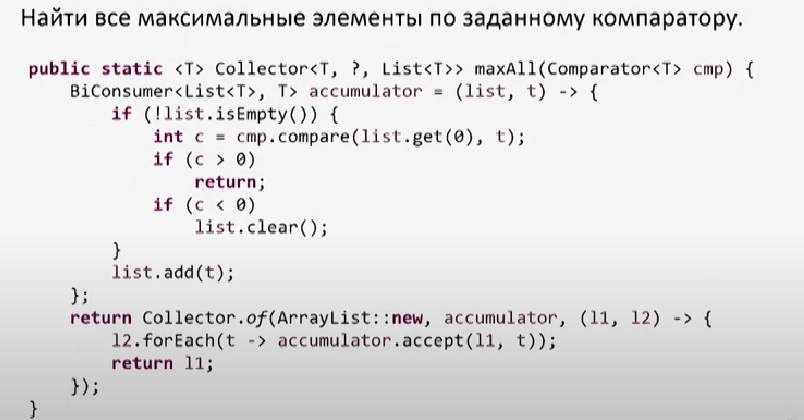 Найти все максимальные элементы по заданному компаратору.
public static <T> Collector<T, ?, List<T>> maxAll(Comparator<T> cmp) {
    BiConsumer<List<T>, T> accumulator = (list, t) -> {
        if (!list.isEmpty()) {
            int c = cmp.compare(list.get(0), t);
            if (c > 0)
                return;
            if (c < 0)
                list.clear();
        }
        list.add(t);
    };
    return Collector.of(ArrayList::new, accumulator, (l1, l2) -> {
        l2.forEach(t -> accumulator.accept(l1, t));
        return l1;
    });
}